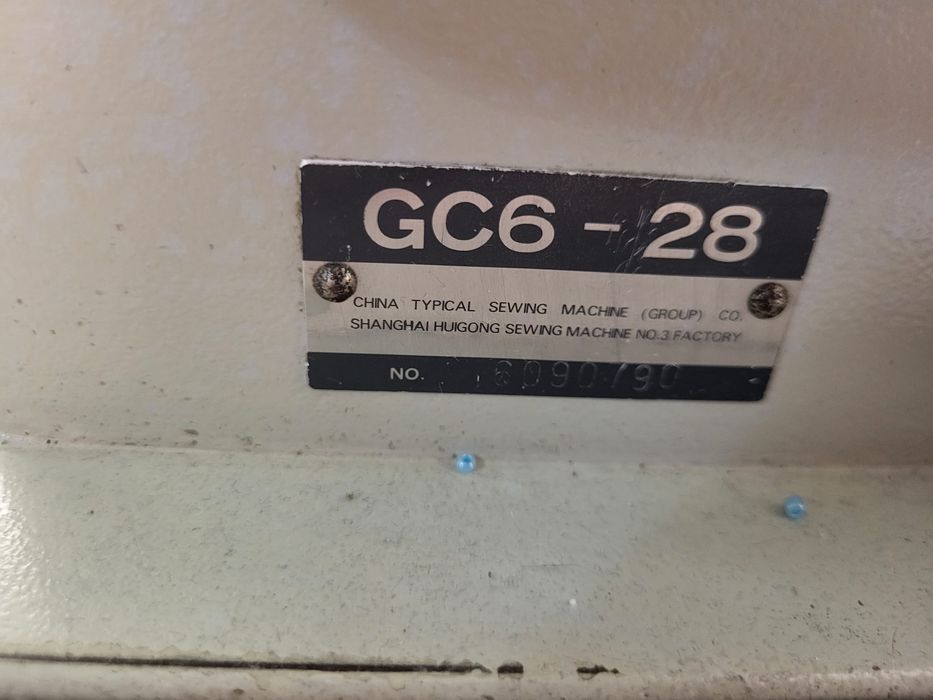 GC6-28
CHINA TYPICAL SEWING MACHINE (GROUP) CO.
SHANGHAI HUIGONG SEWING MACHINE NO.3 FACTORY
NO.